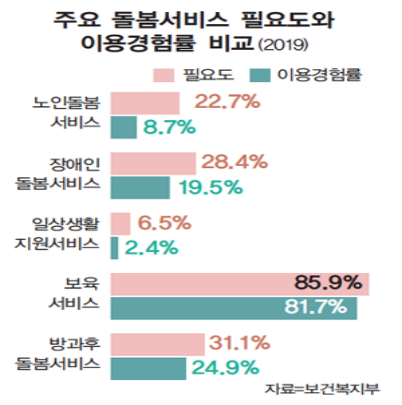 주요 돌봄서비스 필요도와
이용경험률 비교 (2019)
필요도 이용경험률
노인돌봄
서비스
22.7%
8.7%
장애인
돌봄서비스
28.4%
19.5%
일상생활
지원서비스
6.5%
2.4%
보육
서비스
85.9%
81.7%
방과후
돌봄서비스
31.1%
24.9%
자료=보건복지부